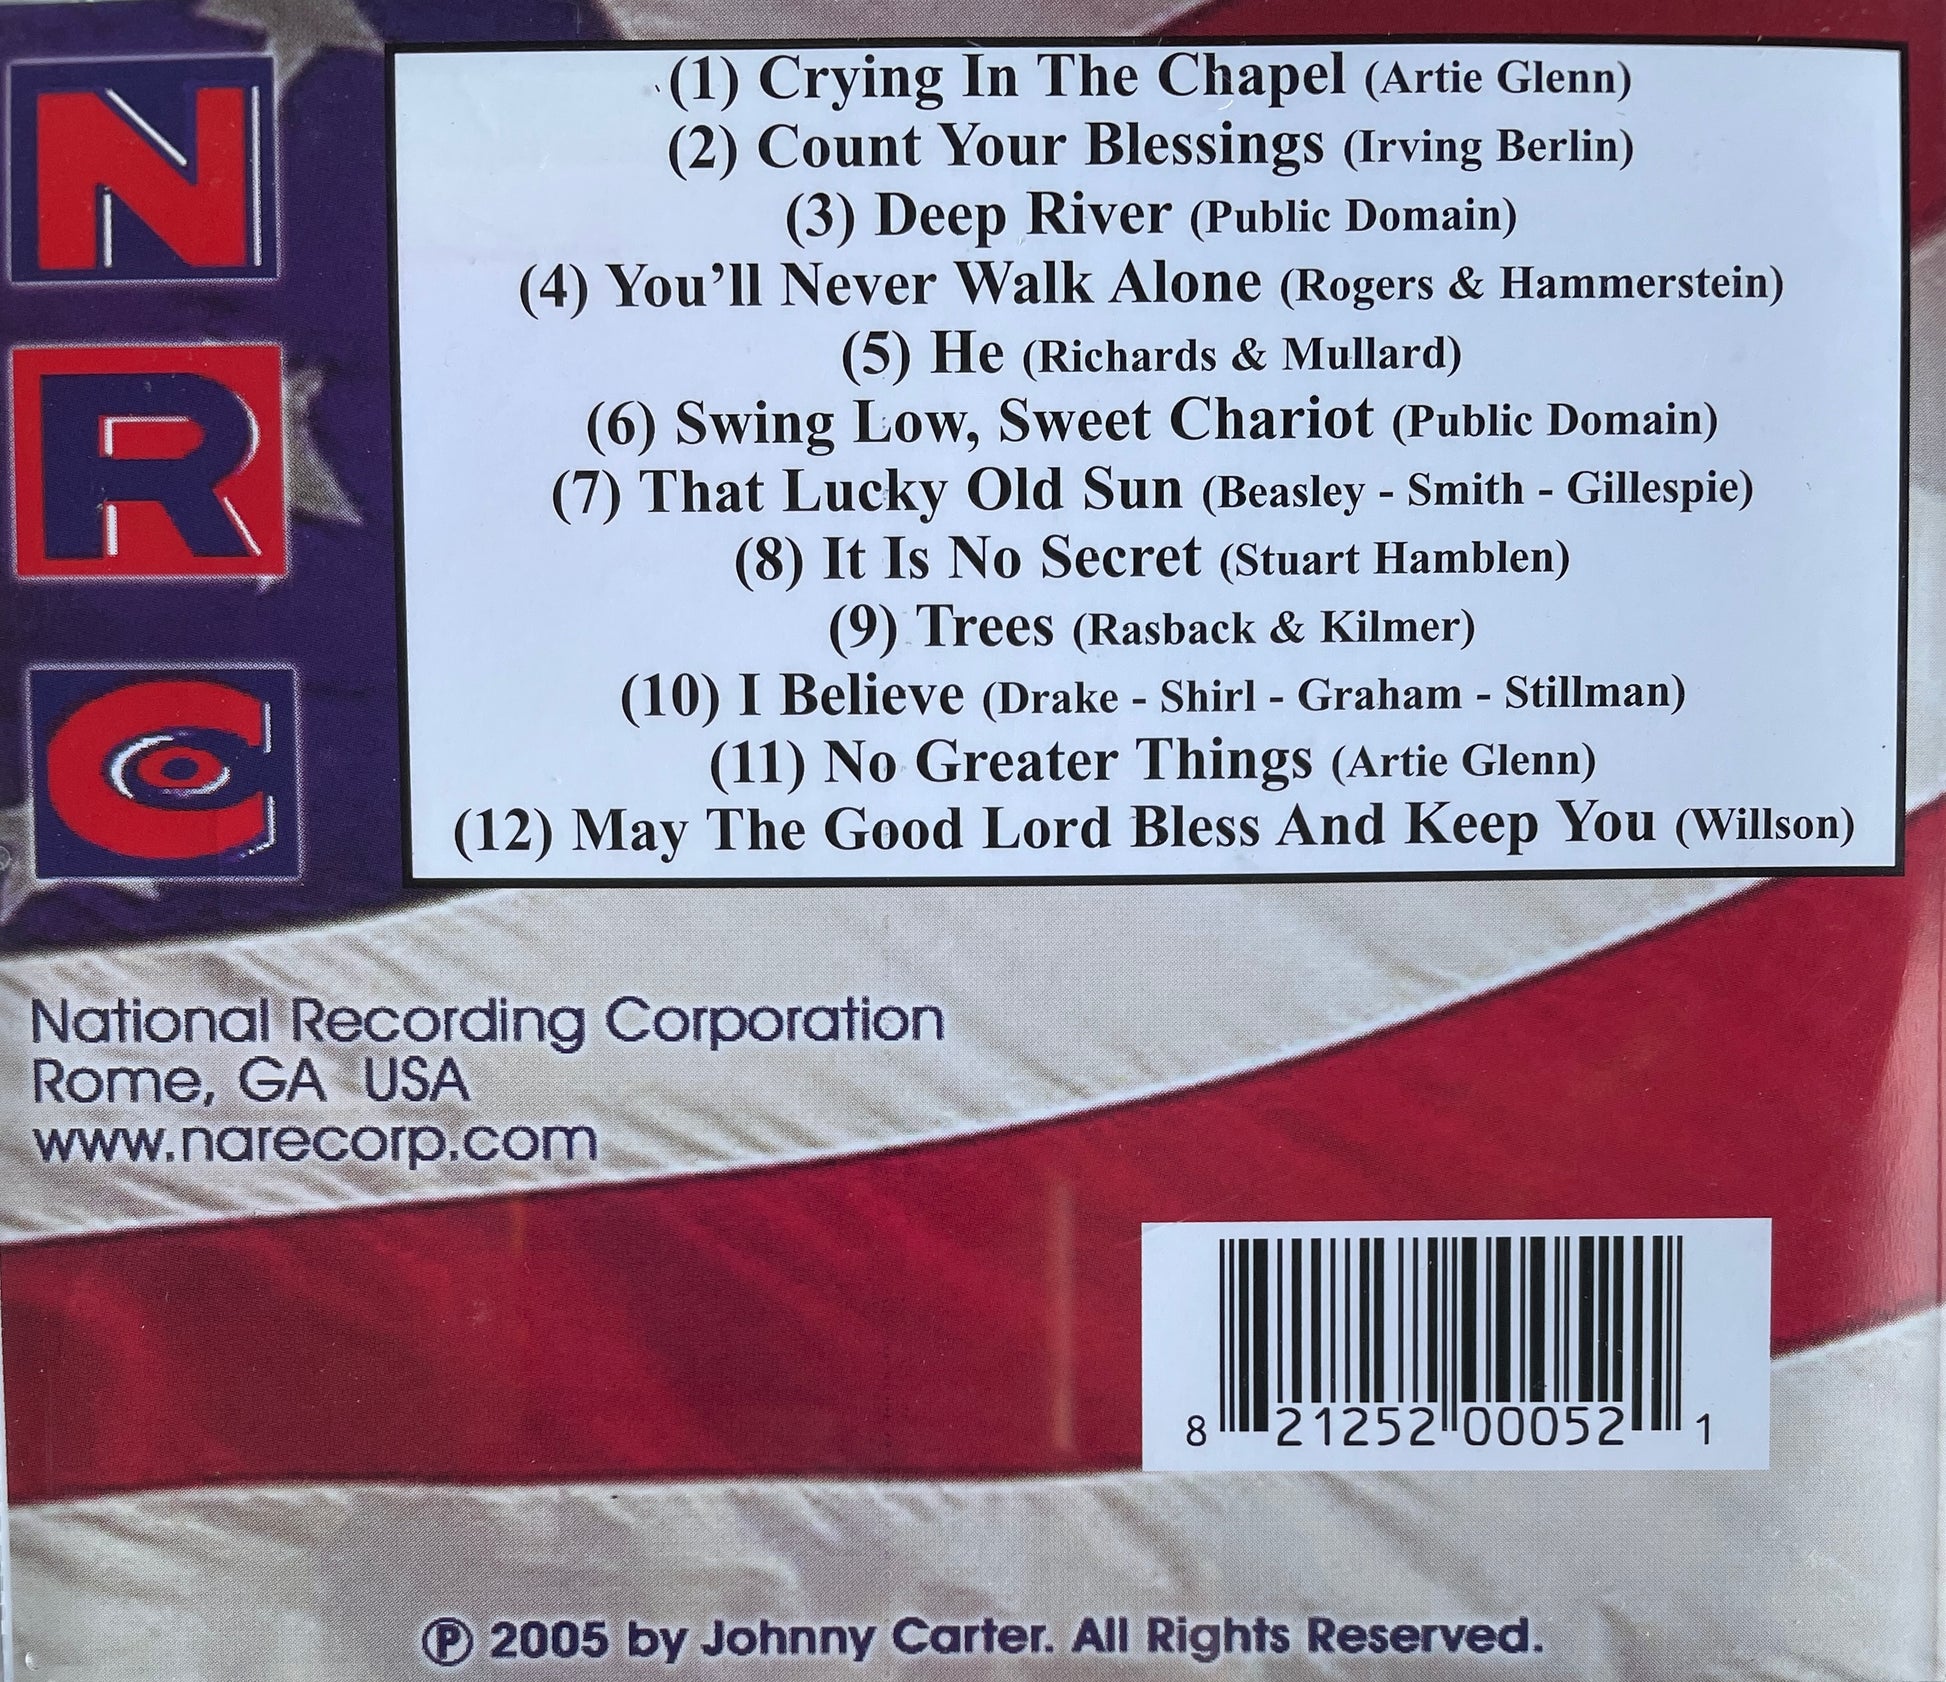 N
R
C
(1) Crying In The Chapel (Artie Glenn)
(2) Count Your Blessings (Irving Berlin)
(3) Deep River (Public Domain)
(4) You'll Never Walk Alone (Rogers & Hammerstein)
(5) He (Richards & Mullard)
(6) Swing Low, Sweet Chariot (Public Domain)
(7) That Lucky Old Sun (Beasley - Smith - Gillespie)
(8) It Is No Secret (Stuart Hamblen)
(9) Trees (Rasback & Kilmer)
(10) I Believe (Drake - Shirl - Graham - Stillman)
(11) No Greater Things (Artie Glenn)
(12) May The Good Lord Bless And Keep You (Willson)
National Recording Corporation
Rome, GA USA
www.narecorp.com
8 21252 00052 1
℗ 2005 by Johnny Carter. All Rights Reserved.